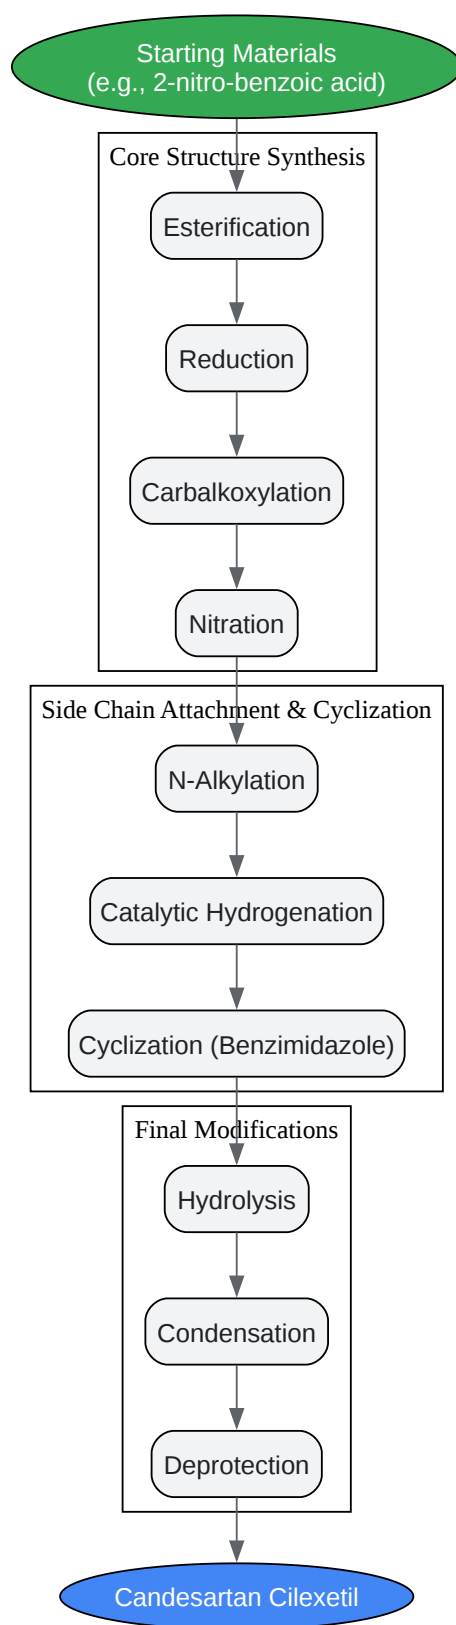 Starting Materials
(e.g., 2-nitro-benzoic acid)
Core Structure Synthesis
Esterification
Reduction
Carbalkoxylation
Nitration
Side Chain Attachment & Cyclization
N-Alkylation
Catalytic Hydrogenation
Cyclization (Benzimidazole)
Final Modifications
Hydrolysis
Condensation
Deprotection
Candesartan Cilexetil